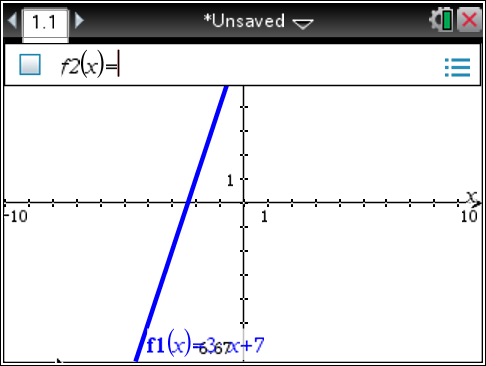 1.1 *Unsaved
f2(x)=
1
x
-10 1 10
f1(x)=3·x+7
-6.67